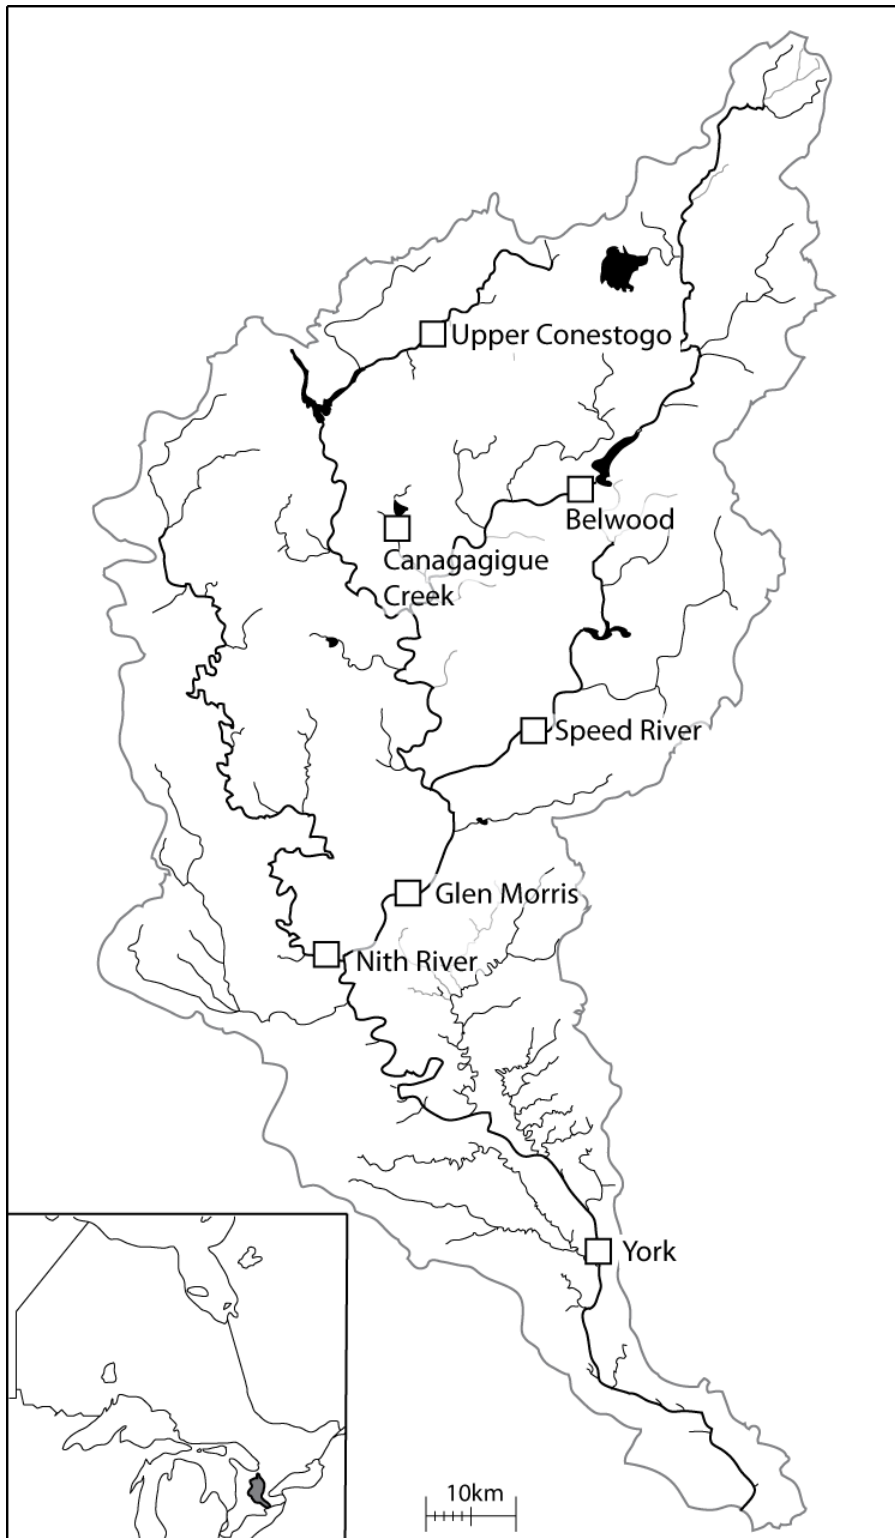 Upper Conestogo
Belwood
Canagagigue
Creek
Speed River
Glen Morris
Nith River
York
10km